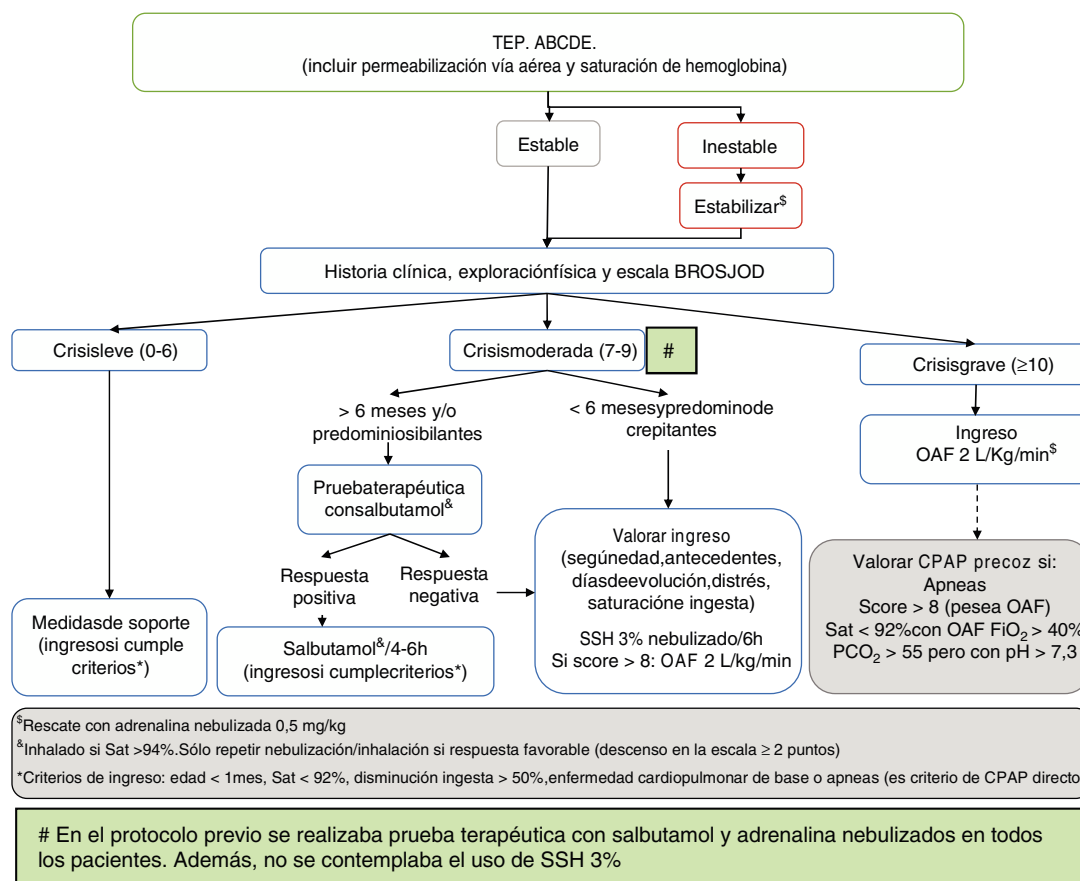 TEP. ABCDE.
(incluir permeabilización vía aérea y saturación de hemoglobina)
Estable
Inestable
Estabilizar$
Historia clínica, exploraciónfísica y escala BROSJOD
Crisisleve (0-6)
Crisismoderada (7-9)
#
Crisisgrave (≥10)
> 6 meses y/o
predominiosibilantes
< 6 mesesypredominode
crepitantes
Ingreso
OAF 2 L/Kg/min$
Pruebaterapéutica
consalbutamol&
Respuesta
positiva
Respuesta
negativa
Valorar ingreso
(segúnedad,antecedentes,
díasdeevolución,distrés,
saturacióne ingesta)
SSH 3% nebulizado/6h
Si score > 8: OAF 2 L/kg/min
Valorar CPAP precoz si:
Apneas
Score > 8 (pesea OAF)
Sat < 92%con OAF FiO2 > 40%
PCO2 > 55 pero con pH > 7,3
Medidasde soporte
(ingresosi cumple
criterios*)
Salbutamol&/4-6h
(ingresosi cumplecriterios*)
$Rescate con adrenalina nebulizada 0,5 mg/kg
&Inhalado si Sat >94%.Sólo repetir nebulización/inhalación si respuesta favorable (descenso en la escala ≥ 2 puntos)
*Criterios de ingreso: edad < 1mes, Sat < 92%, disminución ingesta > 50%,enfermedad cardiopulmonar de base o apneas (es criterio de CPAP directo
# En el protocolo previo se realizaba prueba terapéutica con salbutamol y adrenalina nebulizados en todos
los pacientes. Además, no se contemplaba el uso de SSH 3%